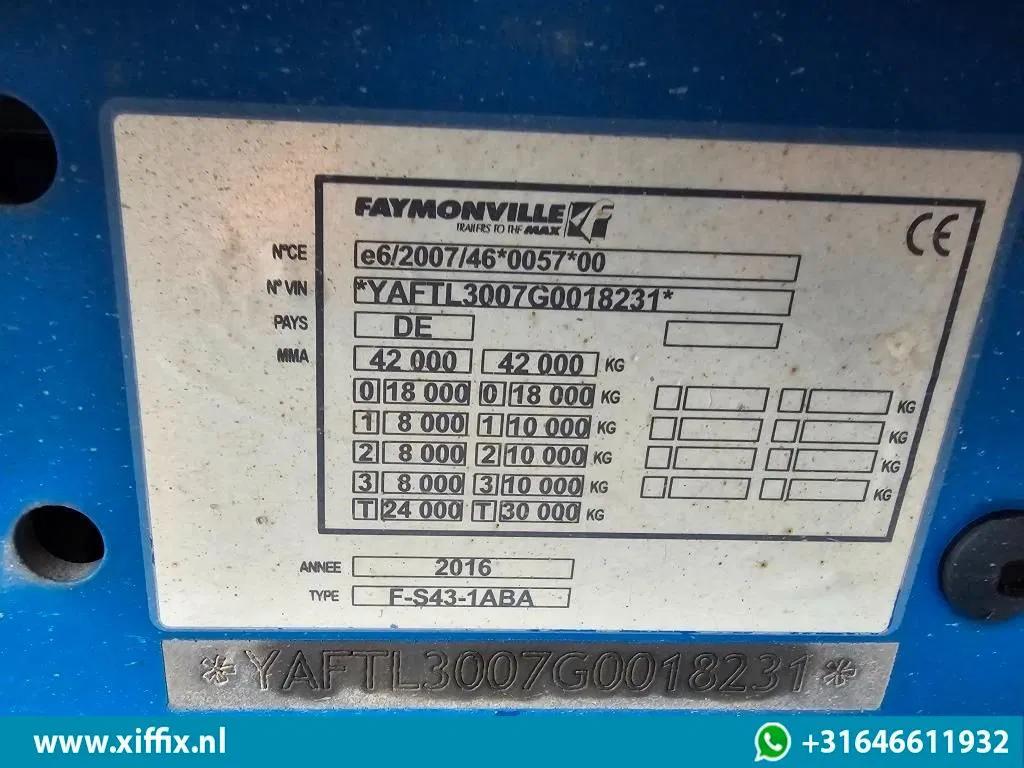 FAYMONVILLE
TRAILERS TO THE MAX
CE
N°CE e6/2007/46*0057*00
N° VIN *YAFTL3007G0018231*
PAYS DE
MMA 42 000 42 000 KG
0 18 000 0 18 000 KG KG
1 8 000 1 10 000 KG KG
2 8 000 2 10 000 KG KG
3 8 000 3 10 000 KG KG
T 24 000 T 30 000 KG
ANNEE 2016
TYPE F-S43-1ABA
*YAFTL3007G0018231*
www.xiffix.nl +31646611932